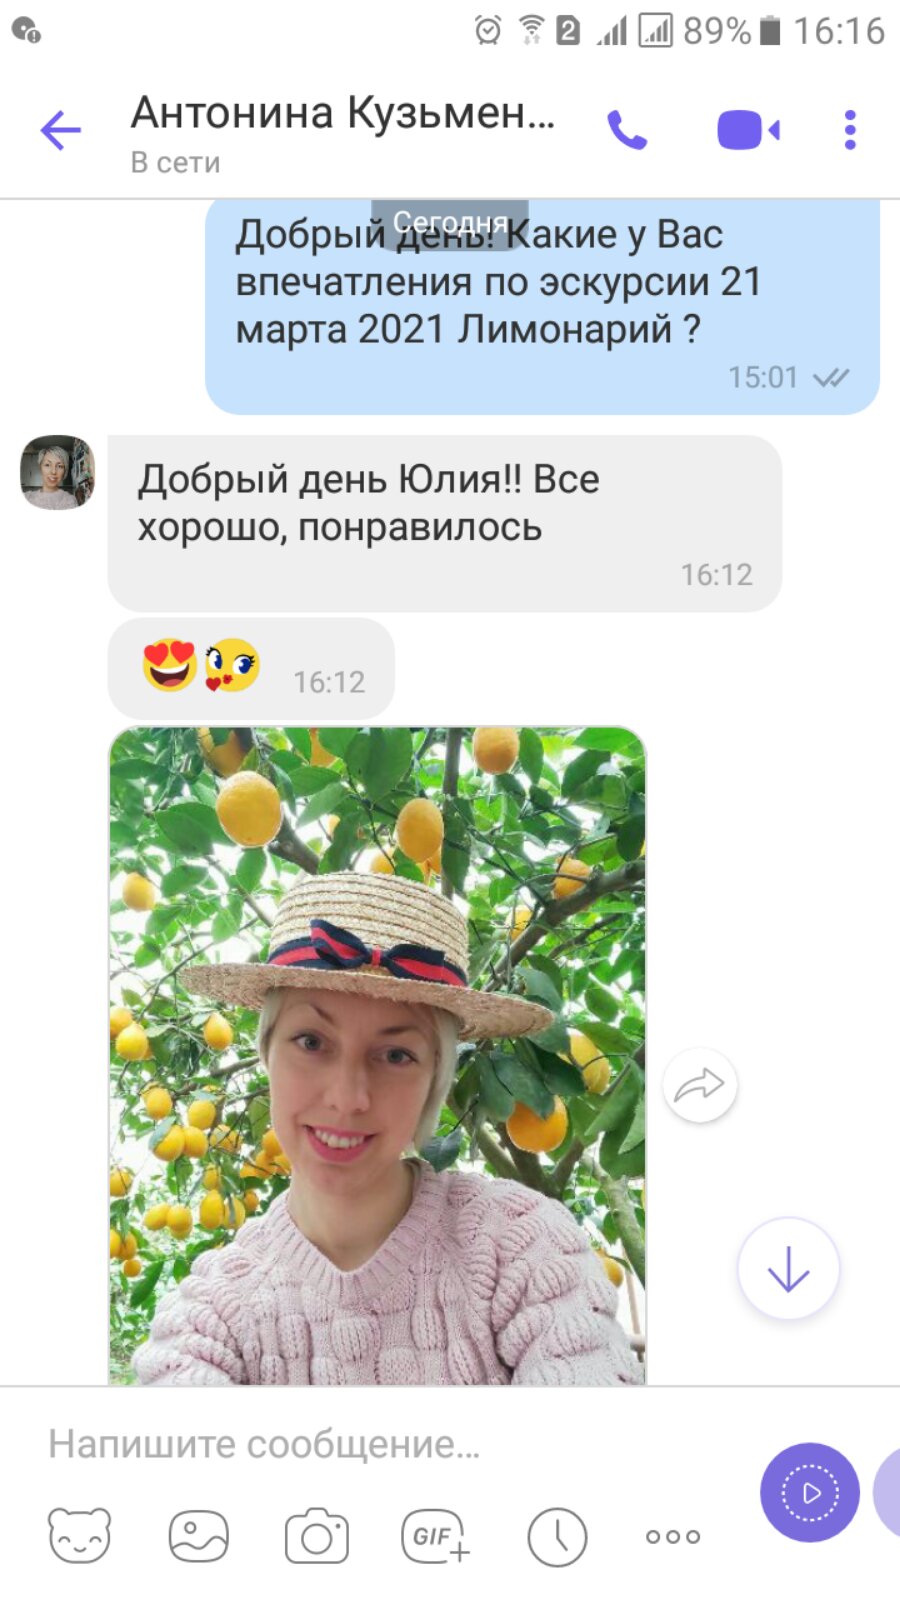 89% 16:16
Антонина Кузьмен...
В сети
Сегодня
Добрый день! Какие у Вас
впечатления по эскурсии 21
марта 2021 Лимонарий ?
15:01
Добрый день Юлия!! Все
хорошо, понравилось
16:12
16:12
Напишите сообщение...
GIF